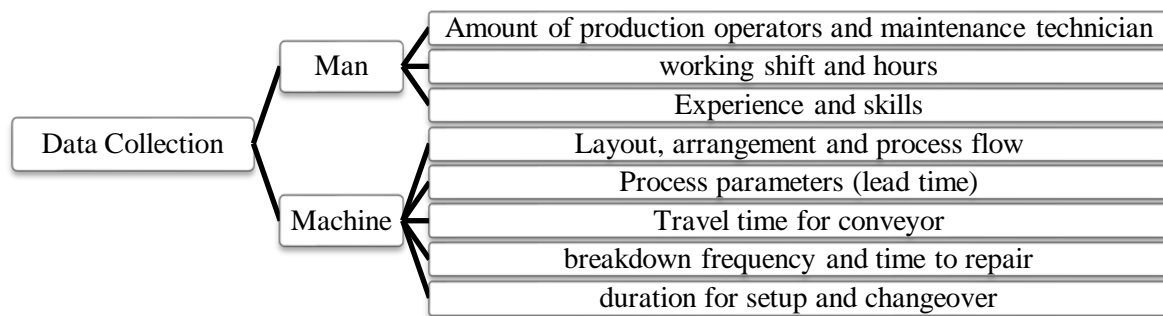 Data Collection
Man
Amount of production operators and maintenance technician
working shift and hours
Experience and skills
Machine
Layout, arrangement and process flow
Process parameters (lead time)
Travel time for conveyor
breakdown frequency and time to repair
duration for setup and changeover